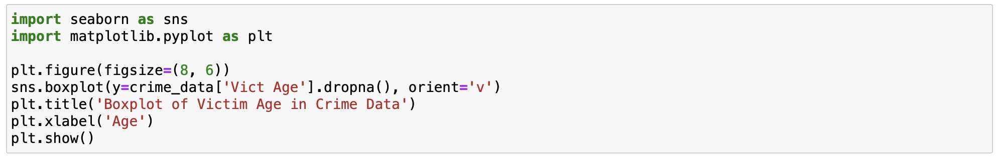 import seaborn as sns
import matplotlib.pyplot as plt
plt.figure(figsize=(8, 6))
sns.boxplot(y=crime_data['Vict Age'].dropna(), orient='v')
plt.title('Boxplot of Victim Age in Crime Data')
plt.xlabel('Age')
plt.show()